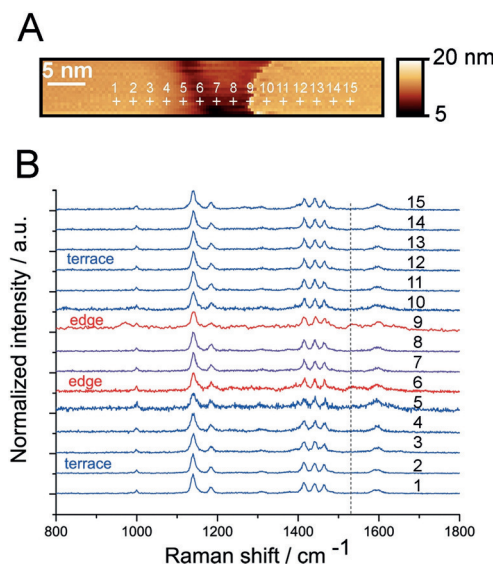 A
5 nm
1 2 3 4 5 6 7 8 9 10 11 12 13 14 15
20 nm
5
B
Normalized intensity / a.u.
15
14
13
terrace
12
11
10
edge
9
8
7
edge
6
5
4
3
terrace
2
1
800 1000 1200 1400 1600 1800
Raman shift / cm-1